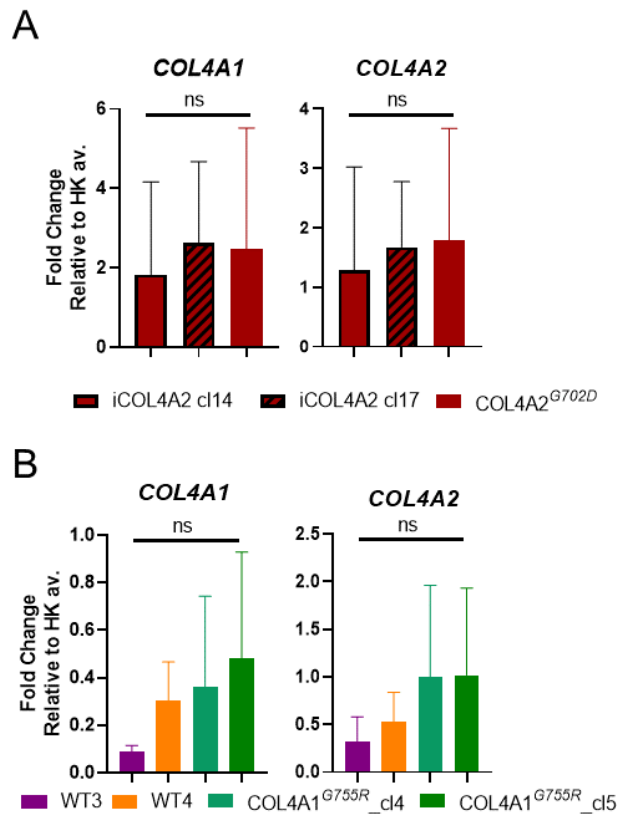 A
COL4A1 COL4A2
ns ns
6 4
3
4
2
2
1
0 0
Fold Change
Relative to HK av.
iCOL4A2 cl14 iCOL4A2 cl17 COL4A2G702D
B
COL4A1 COL4A2
ns ns
1.0 2.5
0.8 2.0
0.6 1.5
0.4 1.0
0.2 0.5
0.0 0.0
Fold Change
Relative to HK av.
WT3 WT4 COL4A1G755R_cl4 COL4A1G755R_cl5